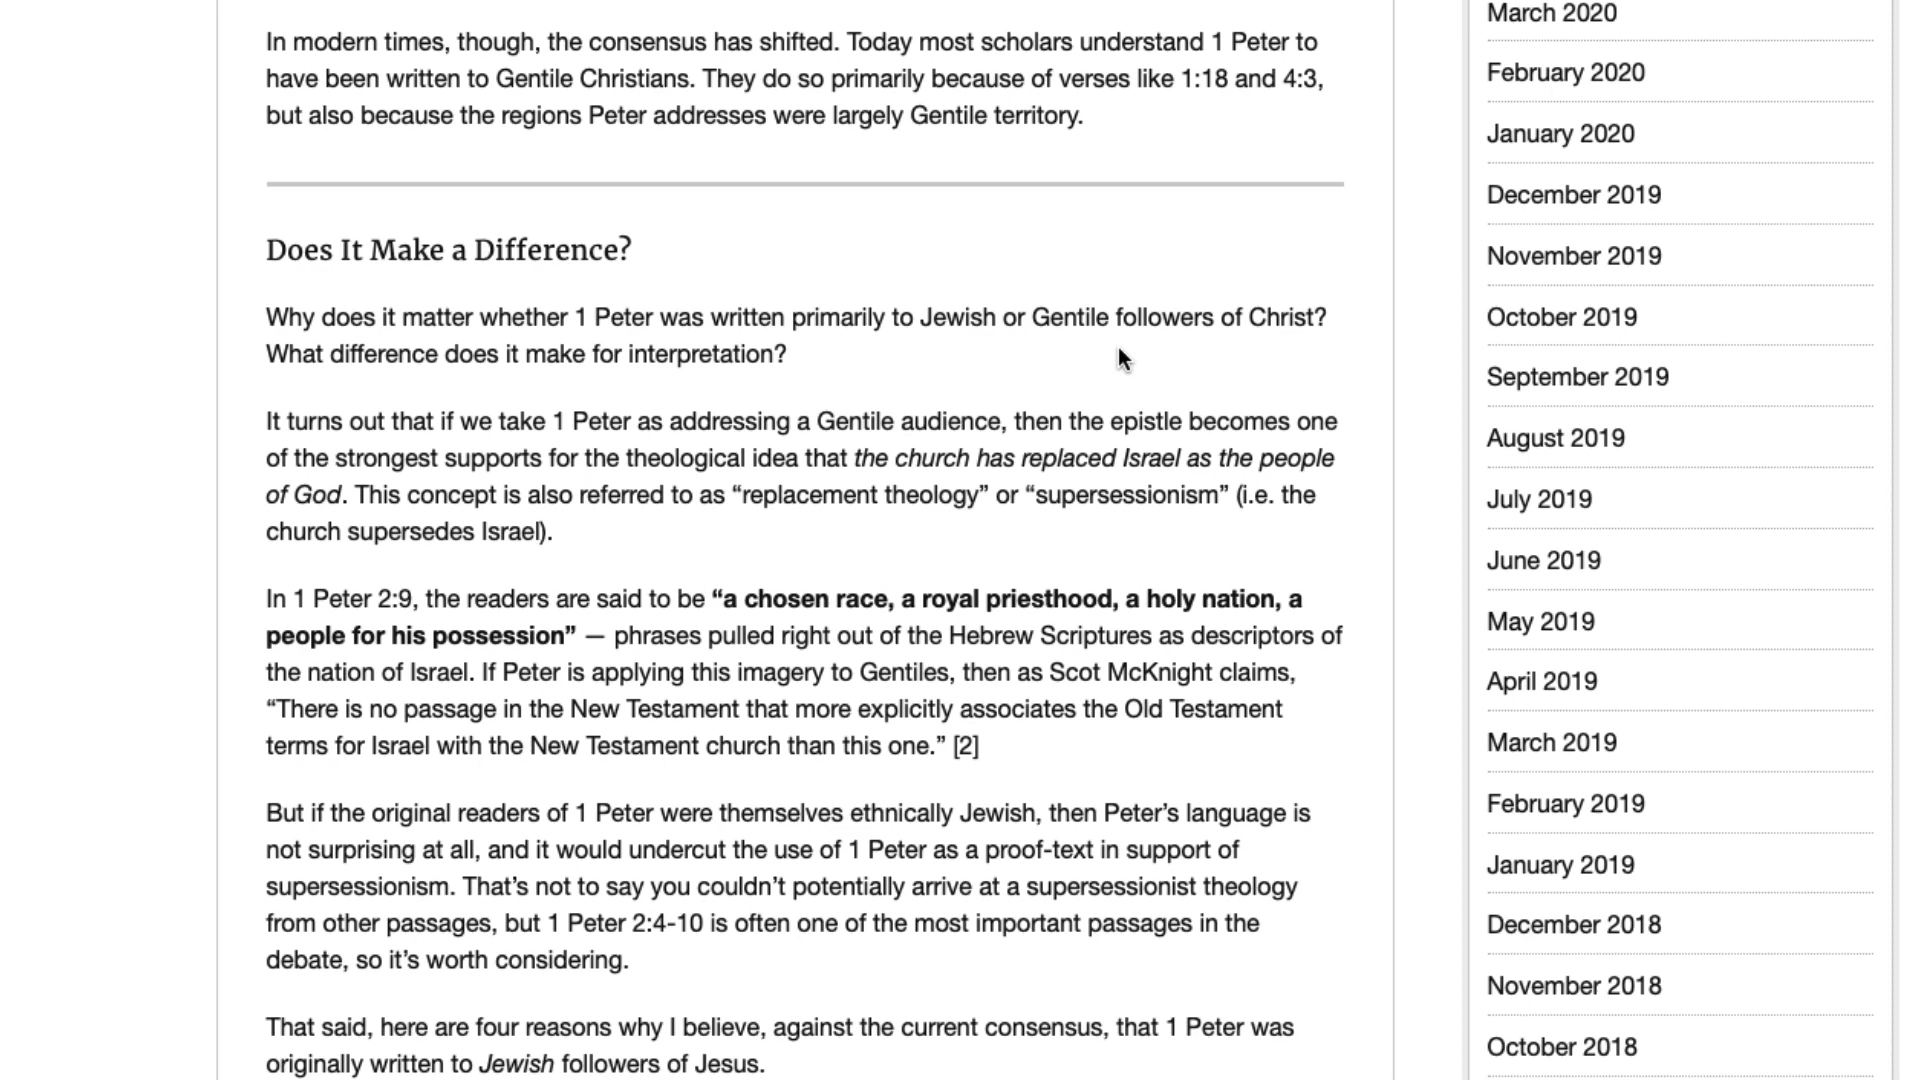 In modern times, though, the consensus has shifted. Today most scholars understand 1 Peter to
have been written to Gentile Christians. They do so primarily because of verses like 1:18 and 4:3,
but also because the regions Peter addresses were largely Gentile territory.
Does It Make a Difference?
Why does it matter whether 1 Peter was written primarily to Jewish or Gentile followers of Christ?
What difference does it make for interpretation?
It turns out that if we take 1 Peter as addressing a Gentile audience, then the epistle becomes one
of the strongest supports for the theological idea that the church has replaced Israel as the people
of God. This concept is also referred to as “replacement theology” or “supersessionism” (i.e. the
church supersedes Israel).
In 1 Peter 2:9, the readers are said to be “a chosen race, a royal priesthood, a holy nation, a
people for his possession” — phrases pulled right out of the Hebrew Scriptures as descriptors of
the nation of Israel. If Peter is applying this imagery to Gentiles, then as Scot McKnight claims,
“There is no passage in the New Testament that more explicitly associates the Old Testament
terms for Israel with the New Testament church than this one.” [2]
But if the original readers of 1 Peter were themselves ethnically Jewish, then Peter’s language is
not surprising at all, and it would undercut the use of 1 Peter as a proof-text in support of
supersessionism. That’s not to say you couldn’t potentially arrive at a supersessionist theology
from other passages, but 1 Peter 2:4-10 is often one of the most important passages in the
debate, so it’s worth considering.
That said, here are four reasons why I believe, against the current consensus, that 1 Peter was
originally written to Jewish followers of Jesus.
March 2020
February 2020
January 2020
December 2019
November 2019
October 2019
September 2019
August 2019
July 2019
June 2019
May 2019
April 2019
March 2019
February 2019
January 2019
December 2018
November 2018
October 2018